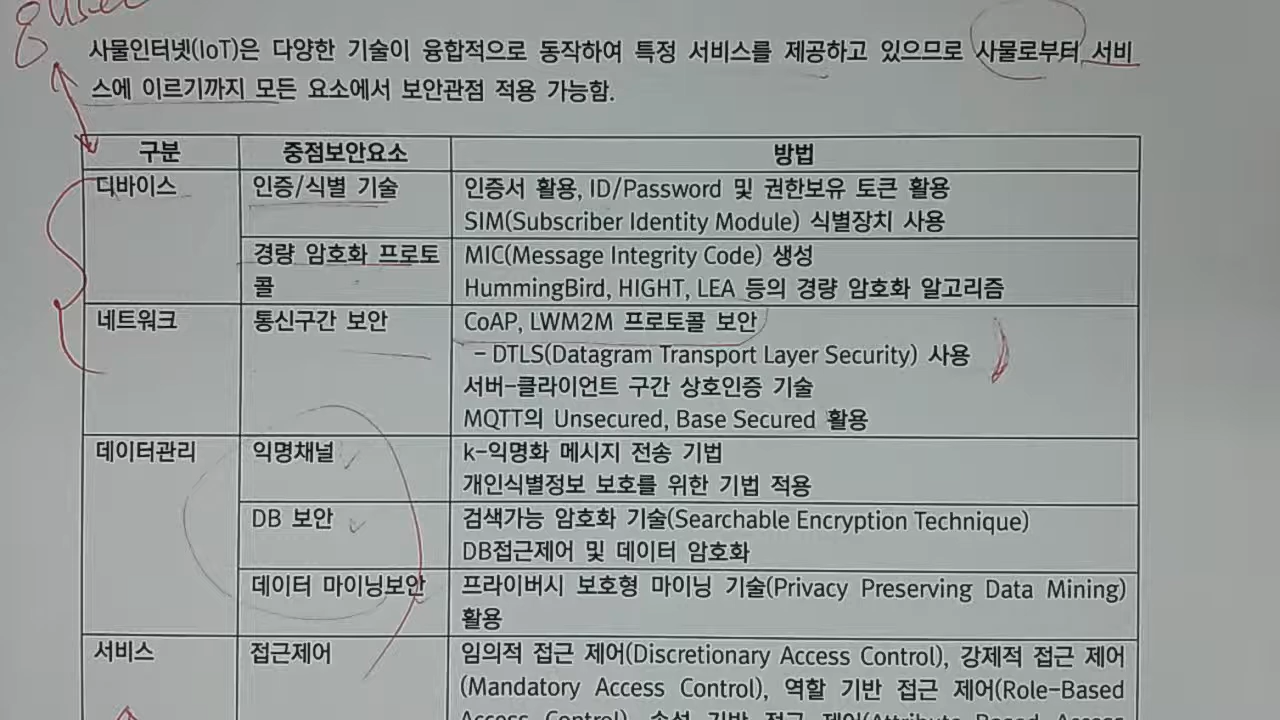 사물인터넷(IoT)은 다양한 기술이 융합적으로 동작하여 특정 서비스를 제공하고 있으므로 사물로부터 서비
스에 이르기까지 모든 요소에서 보안관점 적용 가능함.
구분 중점보안요소 방법
디바이스 인증/식별 기술 인증서 활용, ID/Password 및 권한보유 토큰 활용
SIM(Subscriber Identity Module) 식별장치 사용
경량 암호화 프로토 MIC(Message Integrity Code) 생성
콜 HummingBird, HIGHT, LEA 등의 경량 암호화 알고리즘
네트워크 통신구간 보안 CoAP, LWM2M 프로토콜 보안
- DTLS(Datagram Transport Layer Security) 사용
서버-클라이언트 구간 상호인증 기술
MQTT의 Unsecured, Base Secured 활용
데이터관리 익명채널 k-익명화 메시지 전송 기법
개인식별정보 보호를 위한 기법 적용
DB 보안 검색가능 암호화 기술(Searchable Encryption Technique)
DB접근제어 및 데이터 암호화
데이터 마이닝보안 프라이버시 보호형 마이닝 기술(Privacy Preserving Data Mining)
활용
서비스 접근제어 임의적 접근 제어(Discretionary Access Control), 강제적 접근 제어
(Mandatory Access Control), 역할 기반 접근 제어(Role-Based
Access Control), 속성 기반 접근 제어(Attribute Based Access